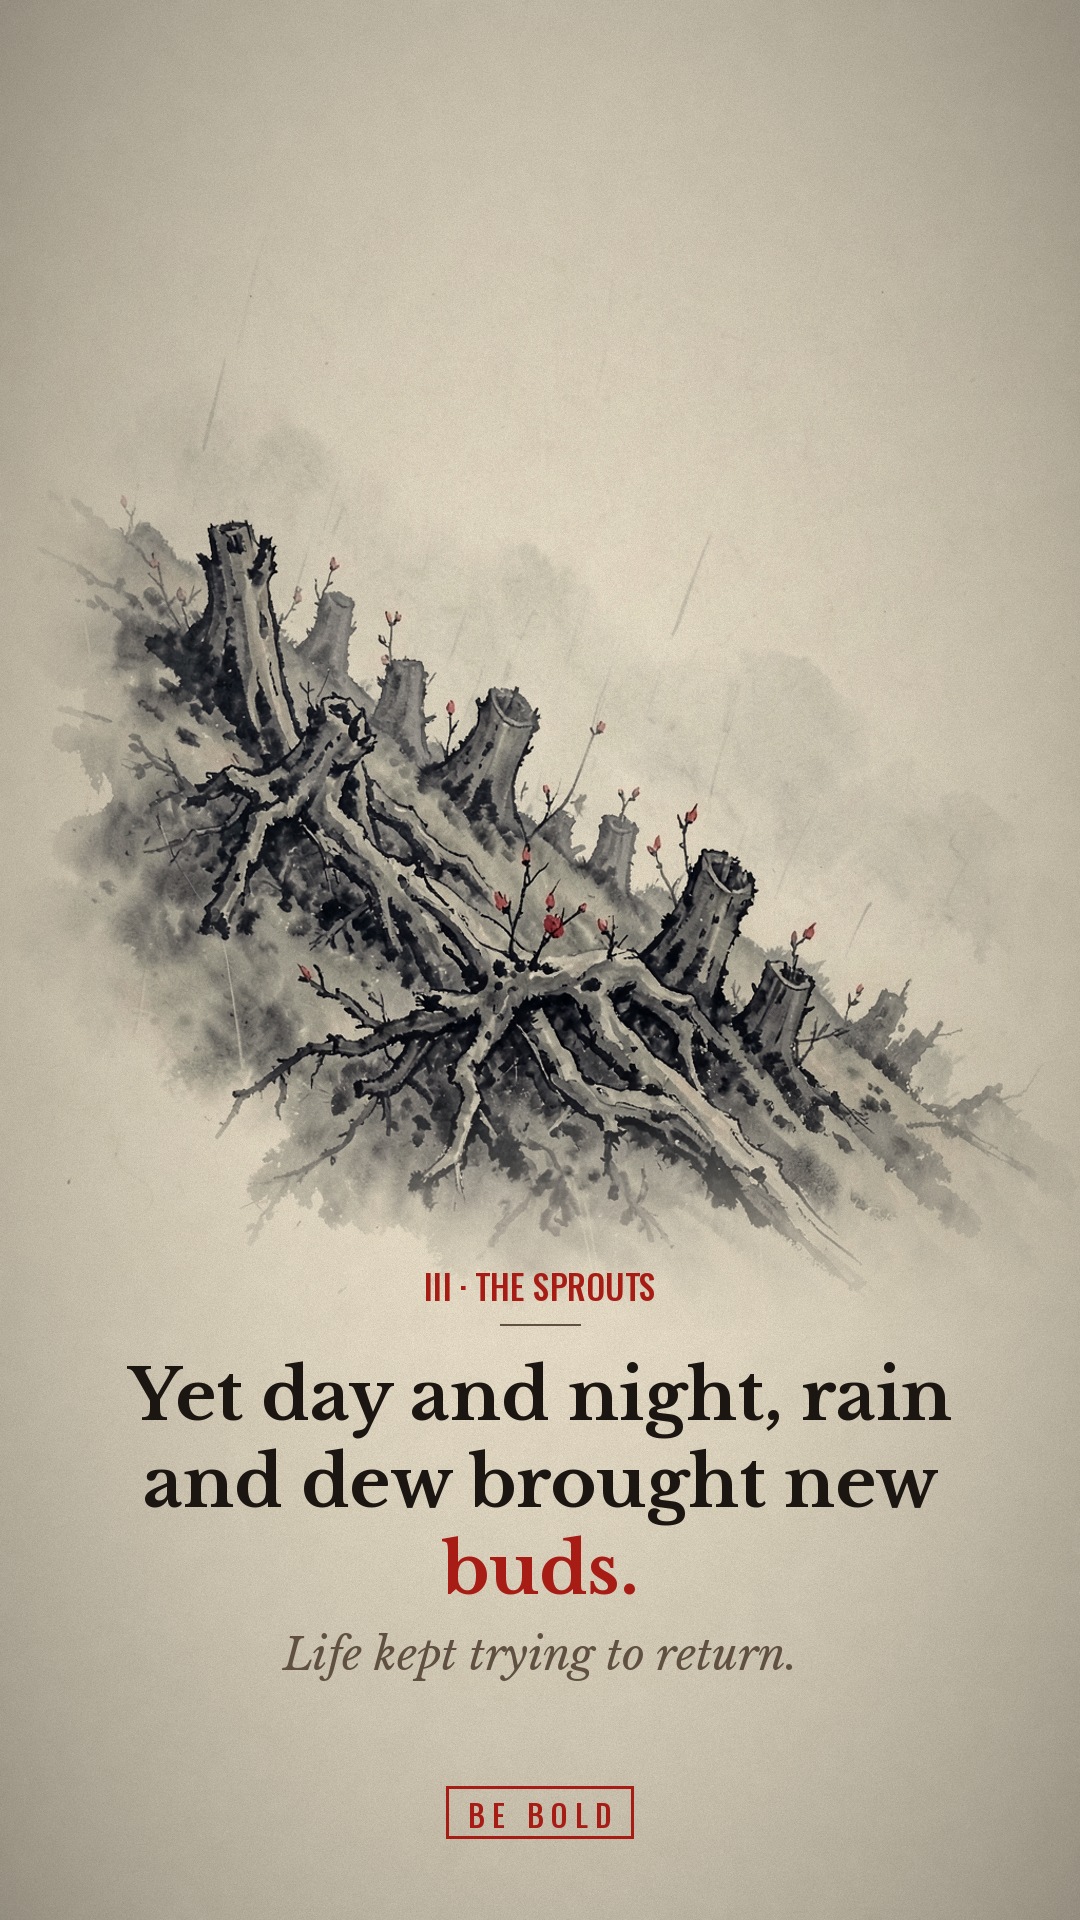 III · THE SPROUTS
Yet day and night, rain
and dew brought new
buds.
Life kept trying to return.
BE BOLD